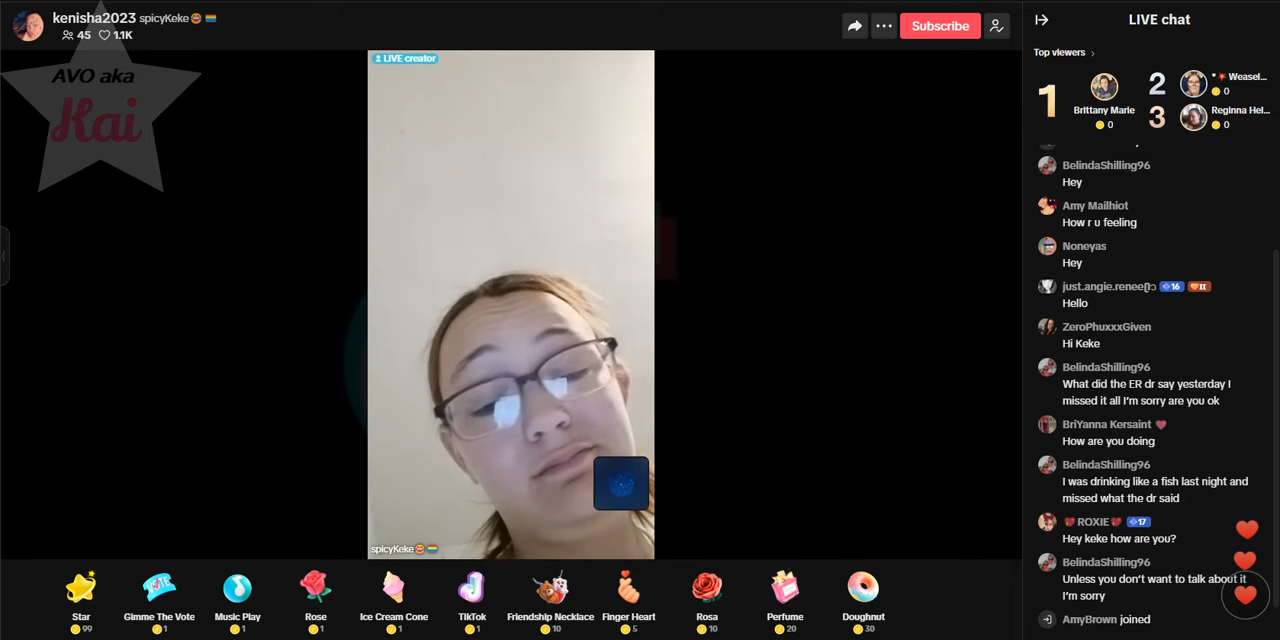 kenisha2023 spicyKeke🎃🏳️‍🌈
45 1.1K
Subscribe
AVO aka
Kai
LIVE creator
spicyKeke🎃🏳️‍🌈
Star
99
Gimme The Vote
1
Music Play
1
Rose
1
Ice Cream Cone
1
TikTok
1
Friendship Necklace
10
Finger Heart
5
Rosa
10
Perfume
20
Doughnut
30
LIVE chat
Top viewers
1
Brittany Marie
0
2
Weasel...
0
3
Reginna Hel...
0
BelindaShilling96
Hey
Amy Mailhiot
How r u feeling
Noneyas
Hey
just.angie.renee 16 II
Hello
ZeroPhuxxxGiven
Hi Keke
BelindaShilling96
What did the ER dr say yesterday I
missed it all I'm sorry are you ok
BriYanna Kersaint
How are you doing
BelindaShilling96
I was drinking like a fish last night and
missed what the dr said
ROXIE 17
Hey keke how are you?
BelindaShilling96
Unless you don't want to talk about it
I'm sorry
AmyBrown joined